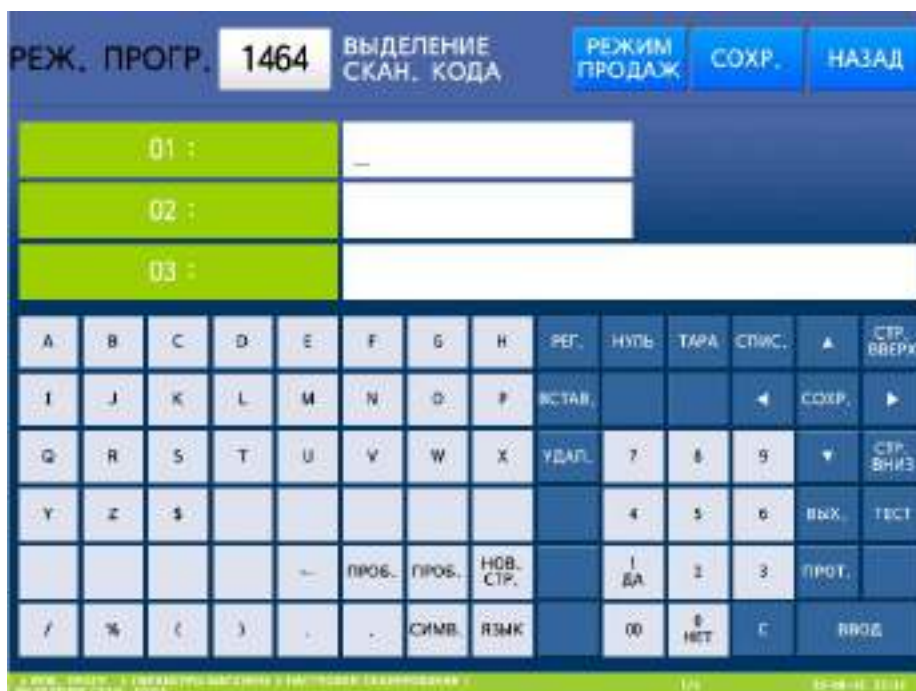 РЕЖ. ПРОГР. 1464 ВЫДЕЛЕНИЕ СКАН. КОДА РЕЖИМ ПРОДАЖ СОХР. НАЗАД
01 : _
02 :
03 :
A B C D E F G H РЕГ. НУЛЬ ТАРА СПИС. ▲ СТР. ВВЕРХ
I J K L M N O P ВСТАВ. ◀ СОХР. ▶
Q R S T U V W X УДАЛ. 7 8 9 ▼ СТР. ВНИЗ
Y Z $ 4 5 6 ВЫХ. ТЕСТ
ПРОБ. ПРОБ. НОВ. СТР. 1 ДА 2 3 ПРОТ.
/ % ( ) СИМВ. ЯЗЫК 00 0 НЕТ C ВВОД